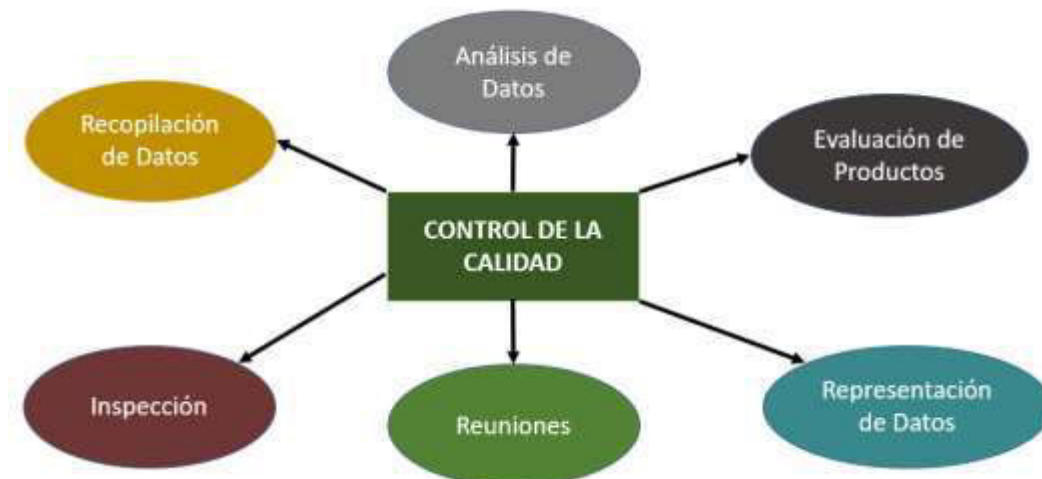 Análisis de
Datos
Recopilación
de Datos
Evaluación de
Productos
CONTROL DE LA
CALIDAD
Inspección
Reuniones
Representación
de Datos